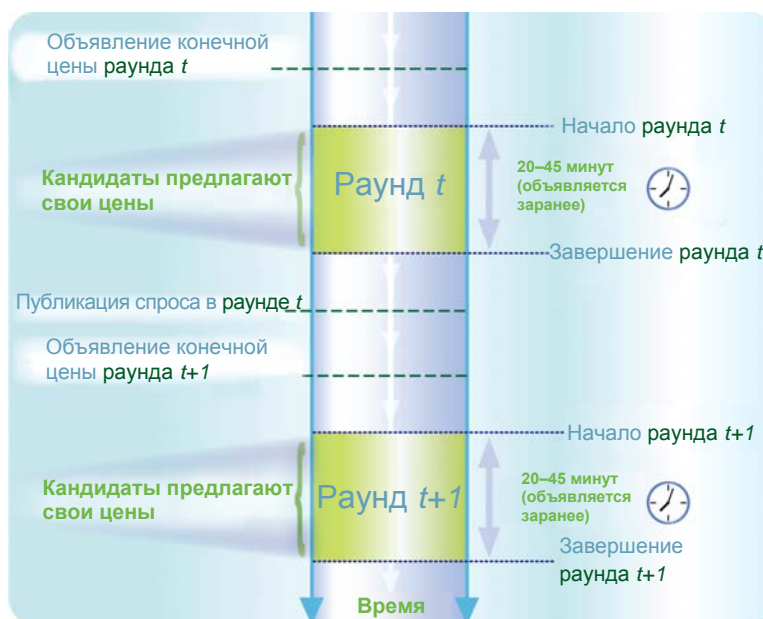 Объявление конечной
цены раунда t
Начало раунда t
Кандидаты предлагают
свои цены
Раунд t
20–45 минут
(объявляется
заранее)
Завершение раунда t
Публикация спроса в раунде t
Объявление конечной
цены раунда t+1
Начало раунда t+1
Кандидаты предлагают
свои цены
Раунд t+1
20–45 минут
(объявляется
заранее)
Завершение
раунда t+1
Время